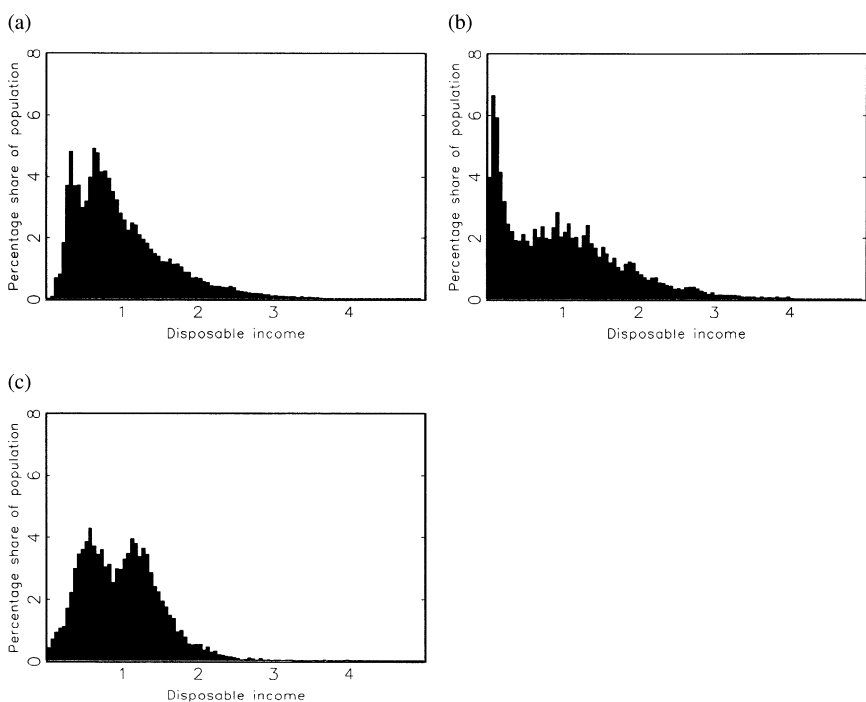 (a)
8
6
4
2
0
Percentage share of population
1 2 3 4
Disposable income
(b)
8
6
4
2
0
Percentage share of population
1 2 3 4
Disposable income
(c)
8
6
4
2
0
Percentage share of population
1 2 3 4
Disposable income